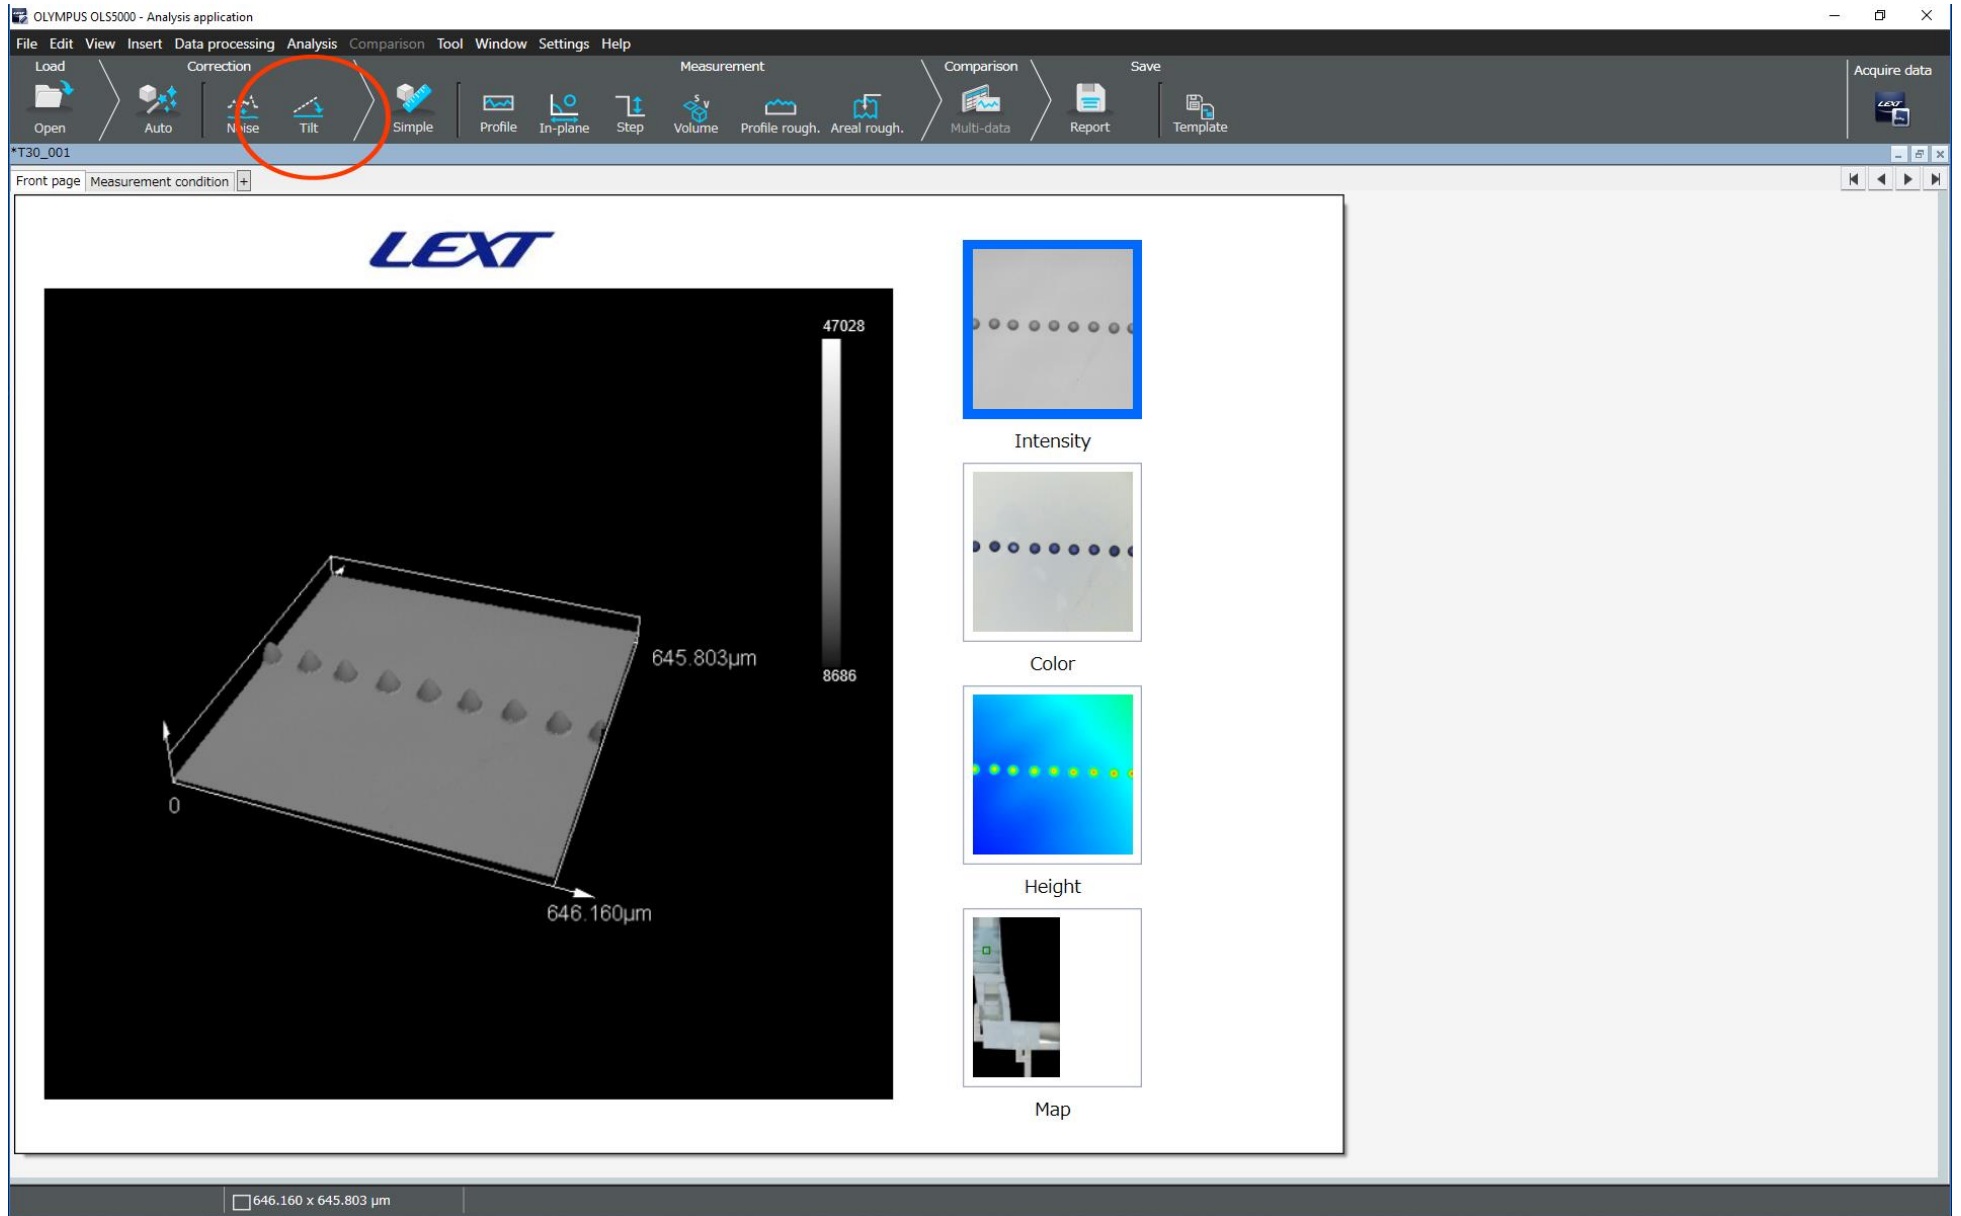 OLYMPUS OLS5000 - Analysis application
File Edit View Insert Data processing Analysis Comparison Tool Window Settings Help
Load Correction Measurement Comparison Save Acquire data
Open Auto Noise Tilt Simple Profile In-plane Step Volume Profile rough. Areal rough. Multi-data Report Template
S V
LEXT
*T30_001
Front page Measurement condition +
LEXT
47028
8686
645.803µm
0
646.160µm
Intensity
Color
Height
Map
646.160 x 645.803 µm